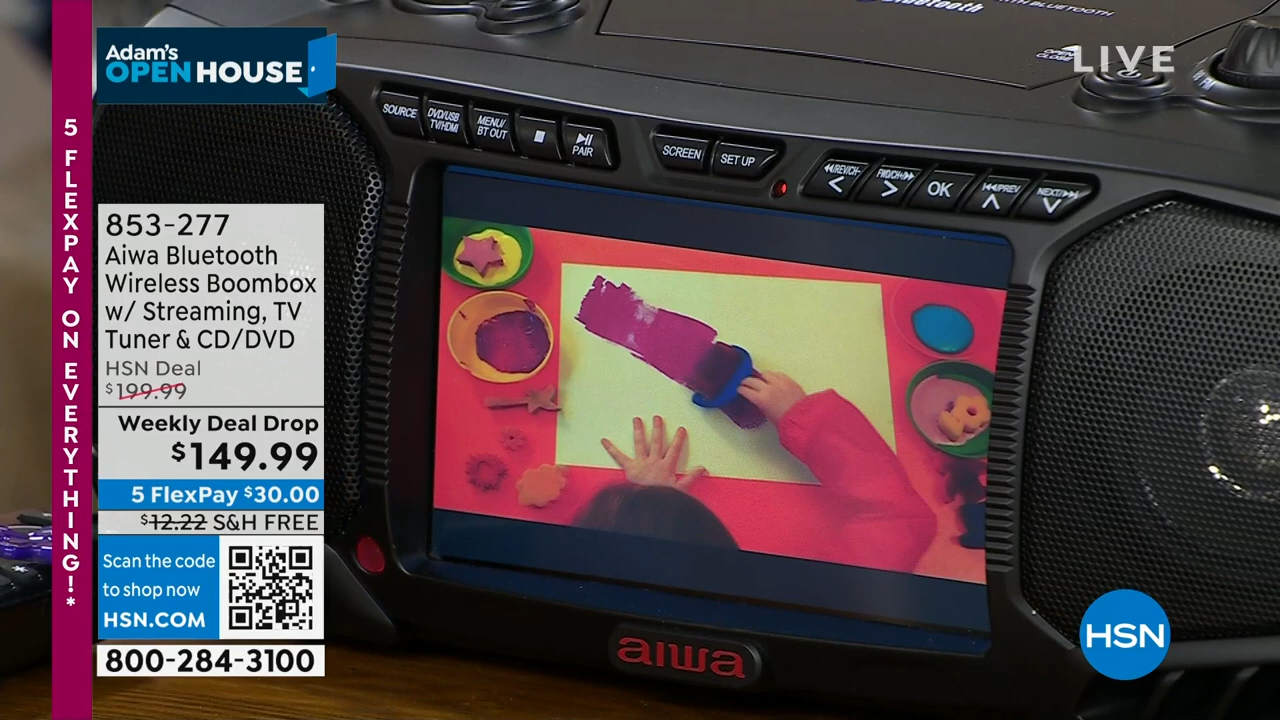 Adam's
OPEN HOUSE
LIVE
5 FLEXPAY ON EVERYTHING!*
853-277
Aiwa Bluetooth
Wireless Boombox
w/ Streaming, TV
Tuner & CD/DVD
HSN Deal
$199.99
Weekly Deal Drop
$149.99
5 FlexPay $30.00
$12.22 S&H FREE
Scan the code
to shop now
HSN.COM
800-284-3100
HSN
Bluetooth
BLUETOOTH
SOURCE
DVD/USB
TV/HDMI
MENU/
BT OUT
PAIR
SCREEN
SET UP
OK
aiwa